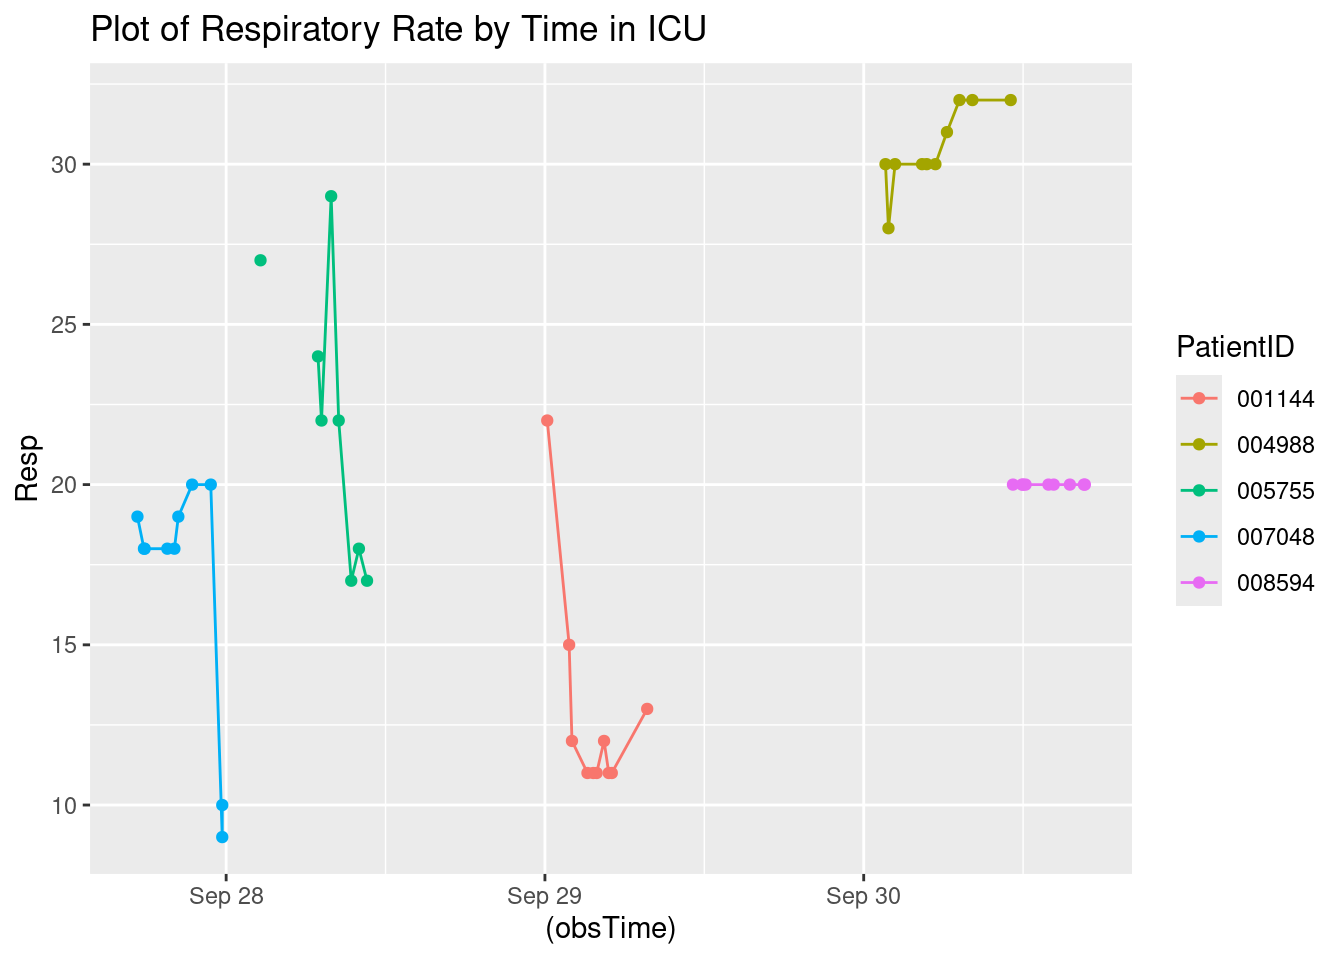 Plot of Respiratory Rate by Time in ICU
Resp
30
25
20
15
10
Sep 28
Sep 29
Sep 30
(obsTime)
PatientID
001144
004988
005755
007048
008594